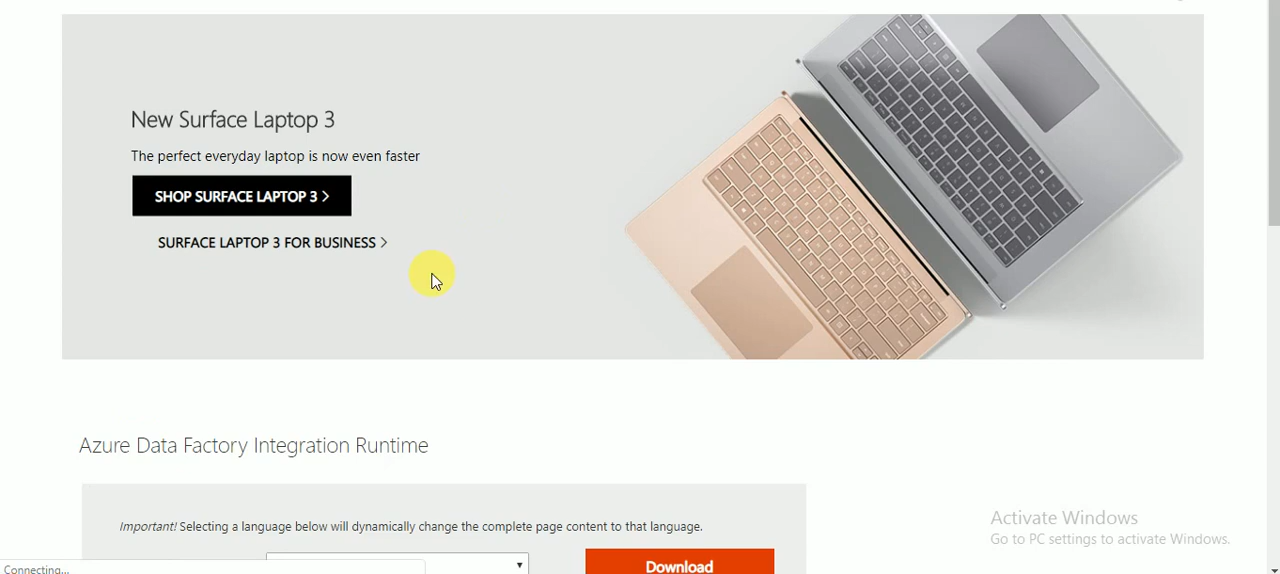 New Surface Laptop 3
The perfect everyday laptop is now even faster
SHOP SURFACE LAPTOP 3 >
SURFACE LAPTOP 3 FOR BUSINESS >
Azure Data Factory Integration Runtime
Important! Selecting a language below will dynamically change the complete page content to that language.
Download
Activate Windows
Go to PC settings to activate Windows.
Connecting...